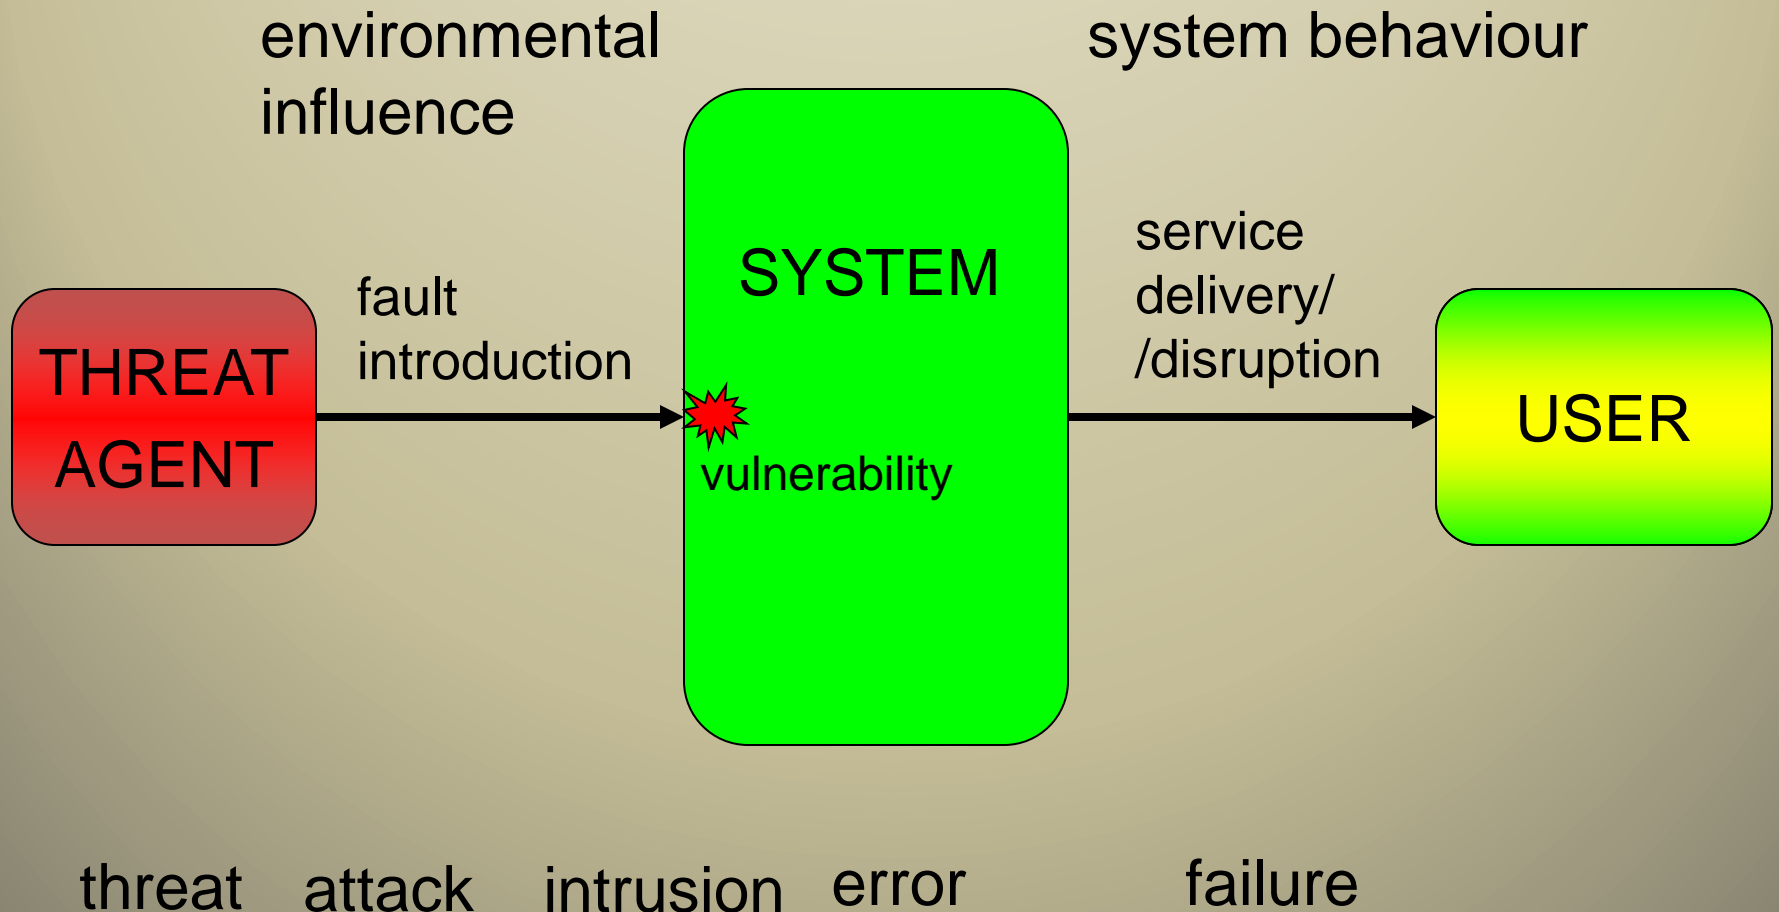 environmental
influence
system behaviour
SYSTEM
service
delivery/
/disruption
fault
introduction
THREAT
AGENT
USER
vulnerability
threat attack intrusion error failure